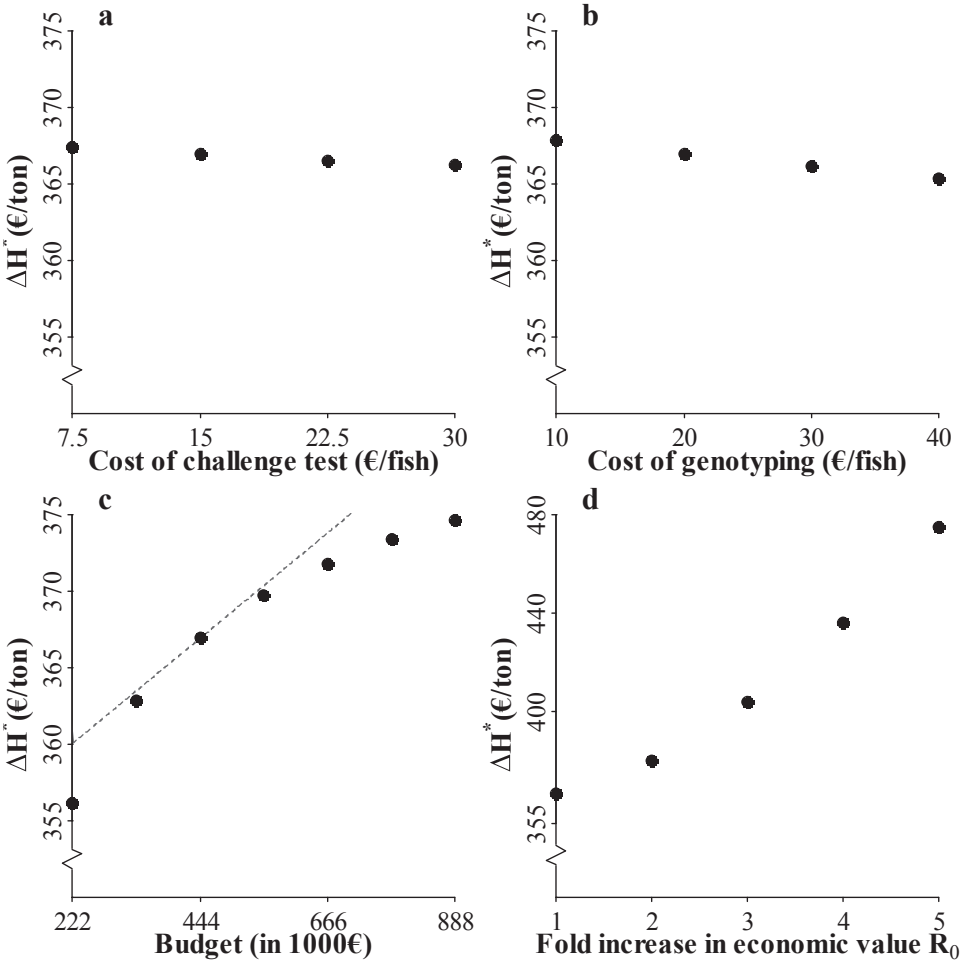 a
375
370
365
360
355
ΔH* (€/ton)
7.5 15 22.5 30
Cost of challenge test (€/fish)
b
375
370
365
360
355
ΔH* (€/ton)
10 20 30 40
Cost of genotyping (€/fish)
c
375
370
365
360
355
ΔH* (€/ton)
222 444 666 888
Budget (in 1000€)
d
480
440
400
355
ΔH* (€/ton)
1 2 3 4 5
Fold increase in economic value R₀